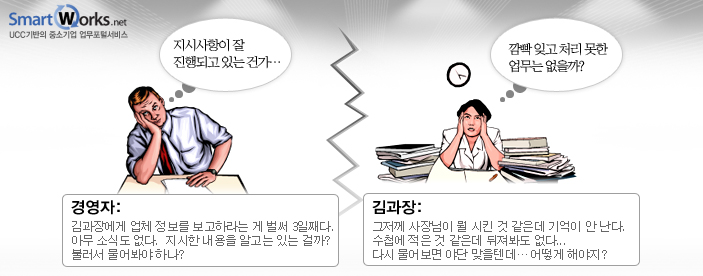 Smart Works.net
UCC기반의 중소기업 업무포털서비스
지시사항이 잘
진행되고 있는 건가…
경영자:
김과장에게 업체 정보를 보고하라는 게 벌써 3일째다.
아무 소식도 없다. 지시한 내용을 알고는 있는 걸까?
불러서 물어봐야 하나?
깜빡 잊고 처리 못한
업무는 없을까?
김과장:
그저께 사장님이 뭘 시킨 것 같은데 기억이 안 난다.
수첩에 적은 것 같은데 뒤져봐도 없다...
다시 물어보면 야단 맞을텐데… 어떻게 해야지?